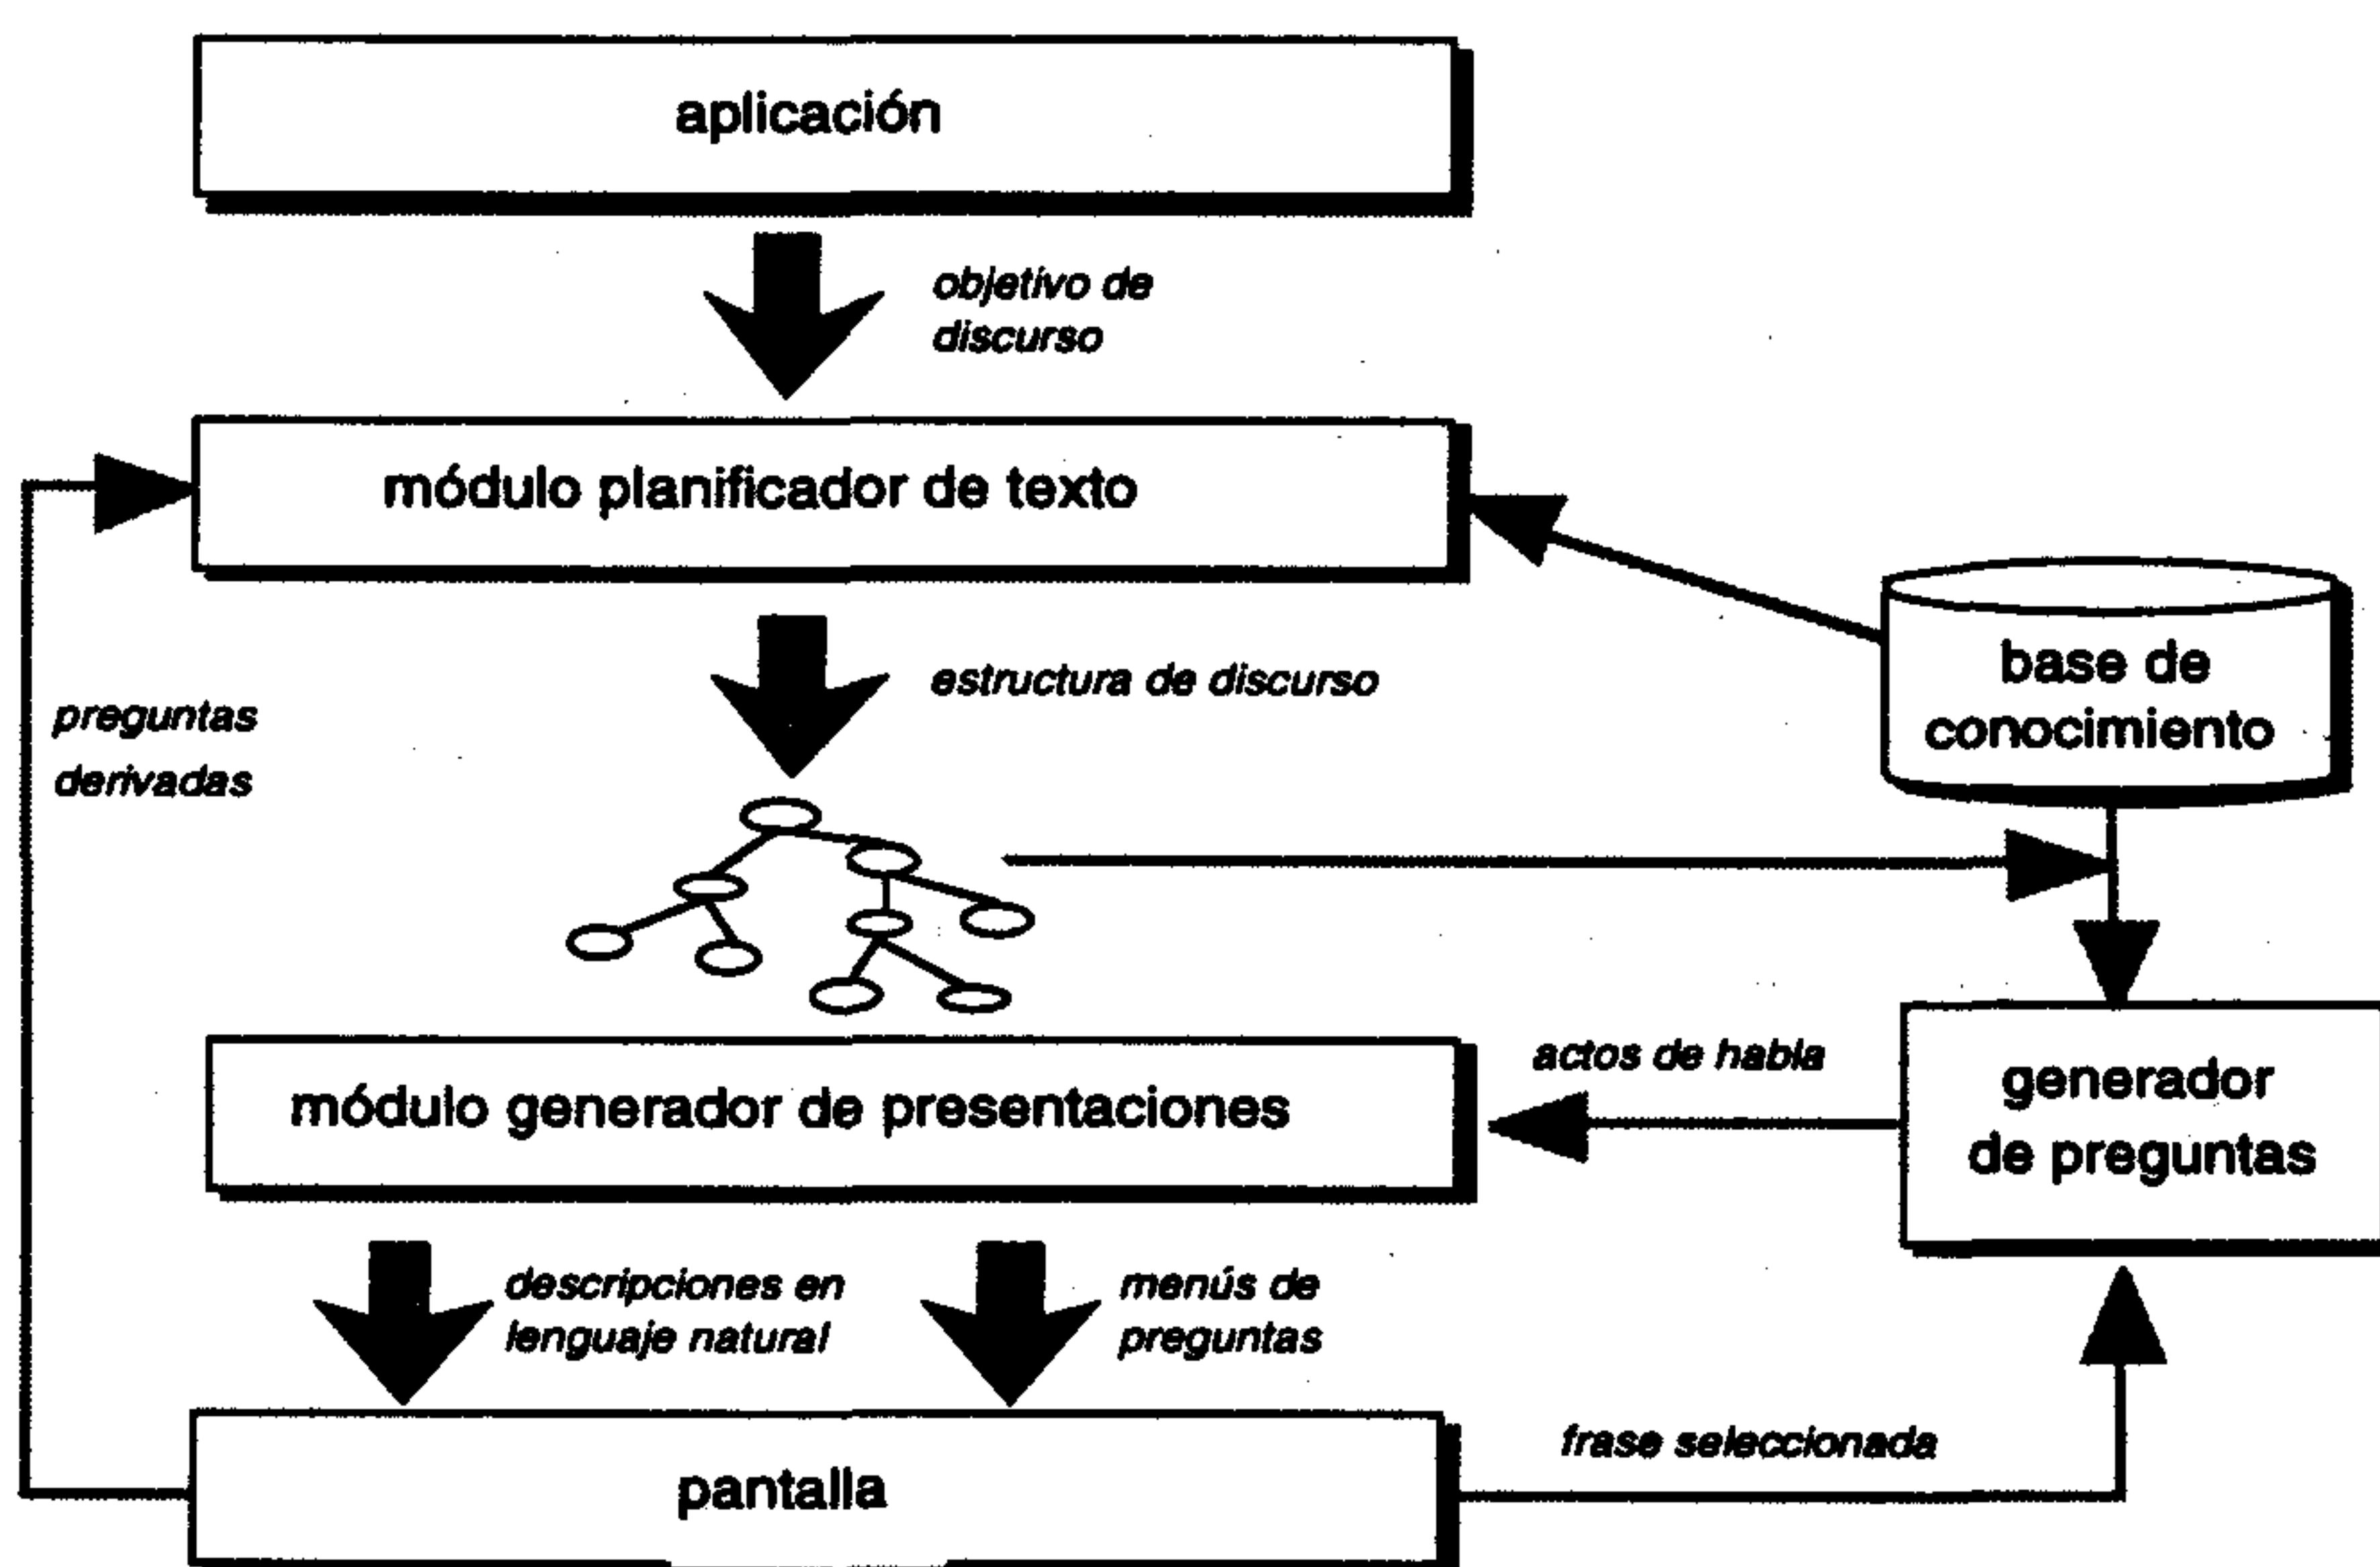 aplicación
objetivo de
discurso
módulo planificador de texto
estructura de discurso
base de
conocimiento
preguntas
derivadas
actos de habla
módulo generador de presentaciones
generador
de preguntas
descripciones en
lenguaje natural
menús de
preguntas
frase seleccionada
pantalla